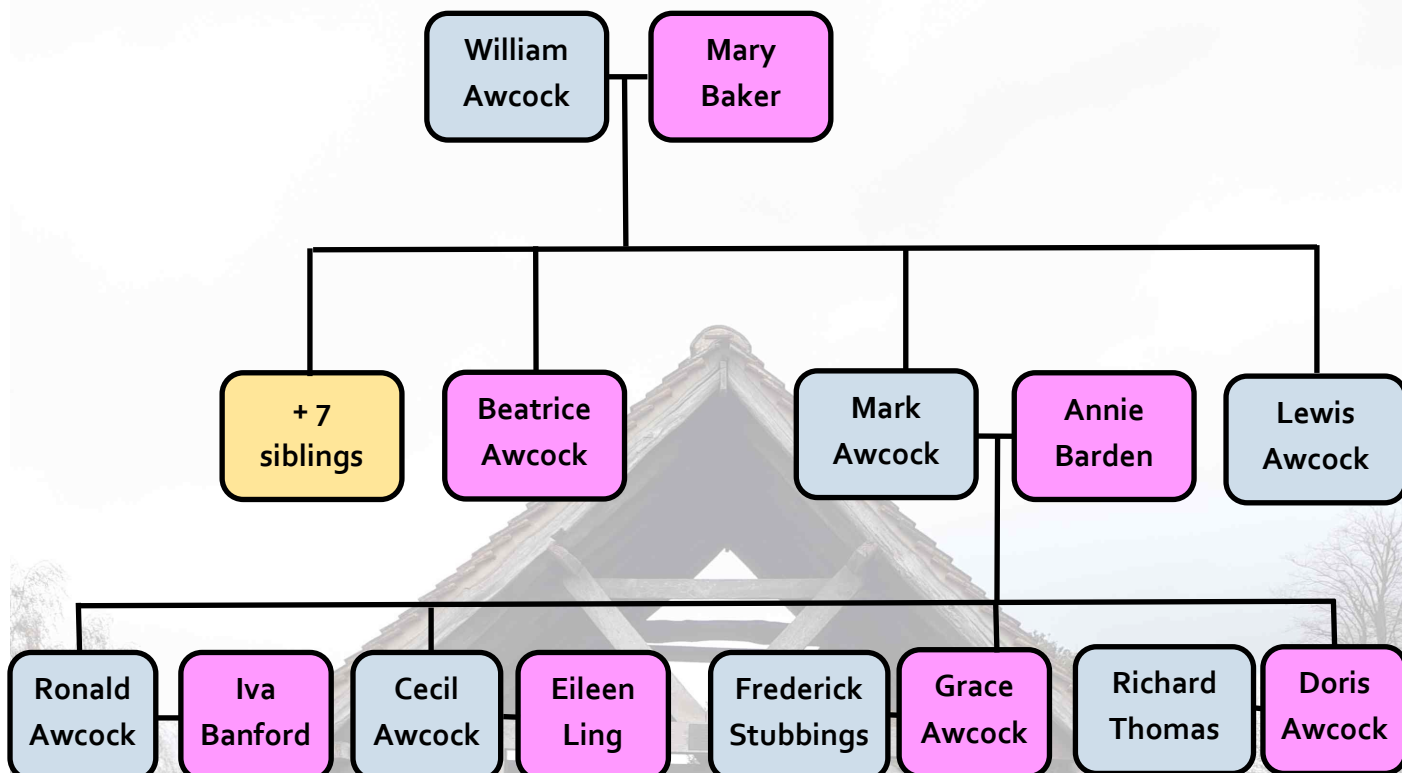 William
Awcock
Mary
Baker
+ 7
siblings
Beatrice
Awcock
Mark
Awcock
Annie
Barden
Lewis
Awcock
Ronald
Awcock
Iva
Banford
Cecil
Awcock
Eileen
Ling
Frederick
Stubbings
Grace
Awcock
Richard
Thomas
Doris
Awcock